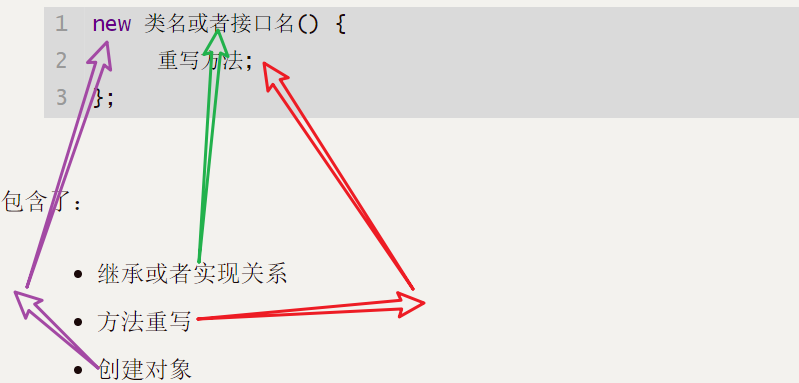 1 new 类名或者接口名() {
2 重写方法;
3 };
包含了：
• 继承或者实现关系
• 方法重写
• 创建对象